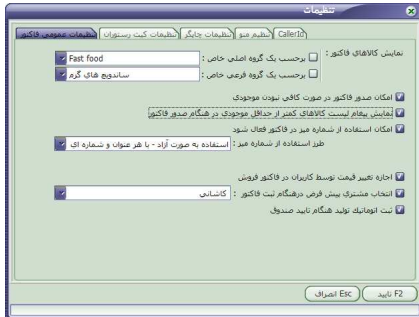 تنظیمات
تنظیمات عمومی فاکتور
تنظیمات کیت رستوران
تنظیمات چاپگر
تنظیم منو
CallerId
نمایش کالاهای فاکتور :
برحسب یک گروه اصلی خاص :
Fast food
برحسب یک گروه فرعی خاص :
ساندویچ های گرم
امکان صدور فاکتور در صورت کافی نبودن موجودی
نمایش پیغام لیست کالاهای کمتر از حداقل موجودی در هنگام صدور فاکتور
امکان استفاده از شماره میز در فاکتور فعال شود
طرز استفاده از شماره میز :
استفاده به صورت آزاد - با هر عنوان و شماره ای
اجازه تغییر قیمت توسط کاربران در فاکتور فروش
انتخاب مشتری پیش فرض درهنگام ثبت فاکتور :
کاشانی
ثبت اتوماتیک تولید هنگام تایید صندوق
F2 تایید
Esc انصراف